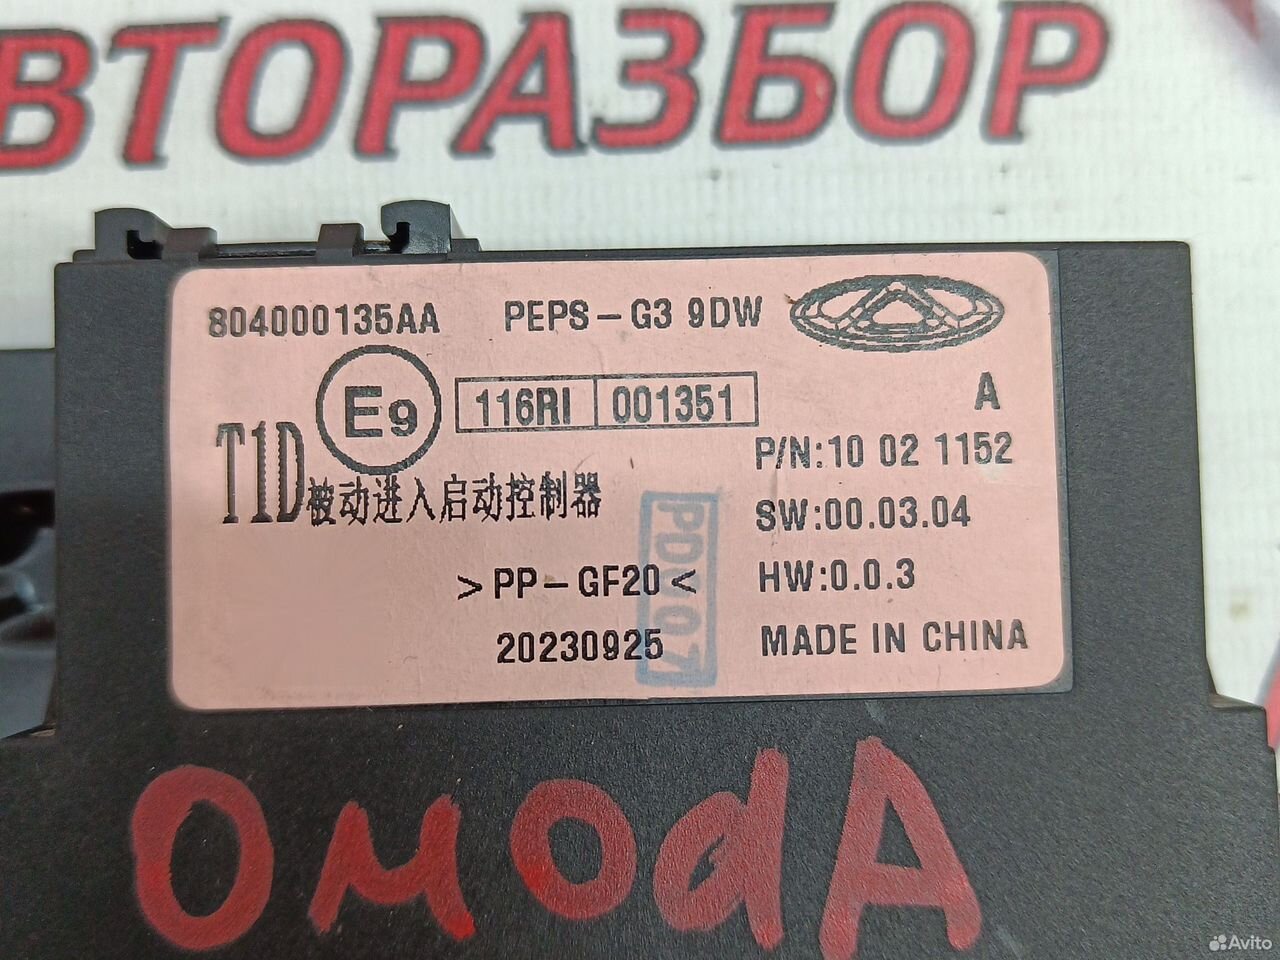 АВТОРАЗБОР
804000135AA PEPS-G3 9DW
E9 116RI 001351 A
T1D被动进入启动控制器
P/N:10 02 1152
SW:00.03.04
>PP-GF20< HW:0.0.3
20230925 MADE IN CHINA
PDV07
OMOdA
Avito